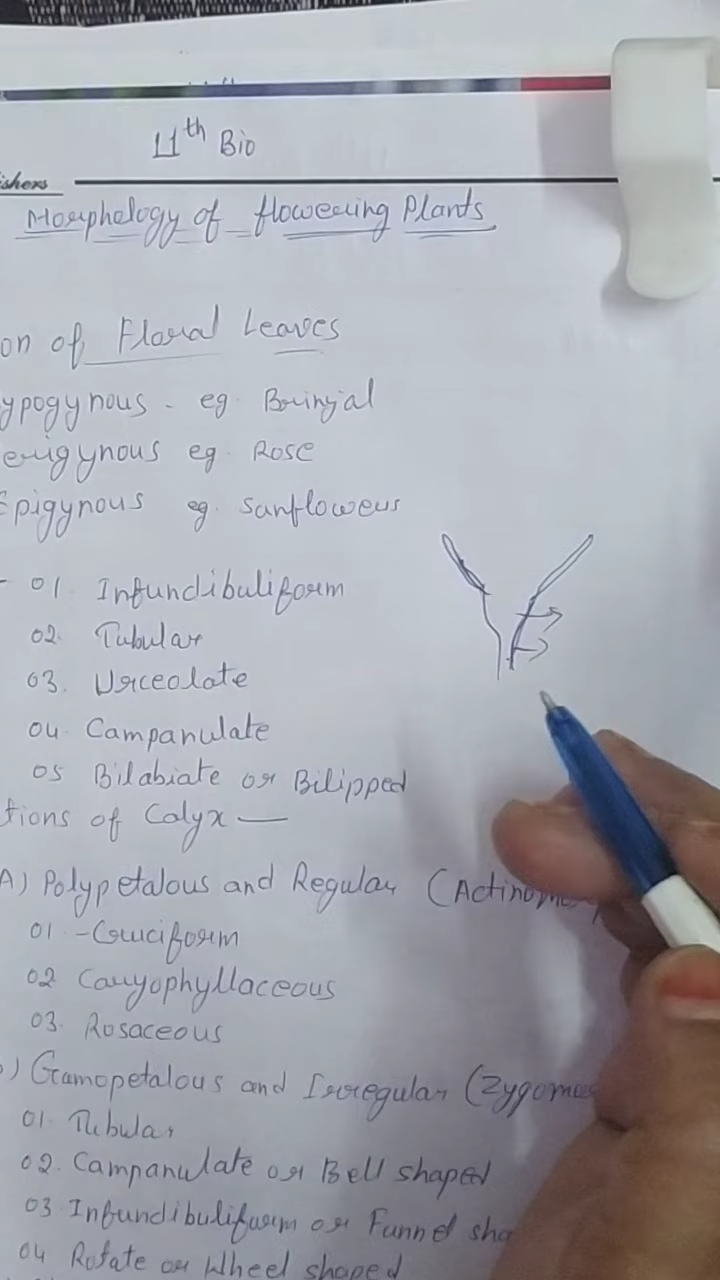 11th Bio
ishers
Morphology of flowering Plants
on of Floral Leaves
ypogynous - eg. Brinjal
erigynous eg. Rose
Epigynous eg. Sunflowers
01. Infundibuliform
02. Tubular
03. Urceolate
04. Campanulate
05 Bilabiate or Bilipped
tions of Calyx —
A) Polypetalous and Regular (Actinomo
01 - Cruciform
02 Caryophyllaceous
03. Rosaceous
) Gamopetalous and Irregular (Zygomo
01. Tubular
02. Campanulate or Bell shaped
03. Infundibuliform or Funnel sha
04 Rotate or Wheel shaped